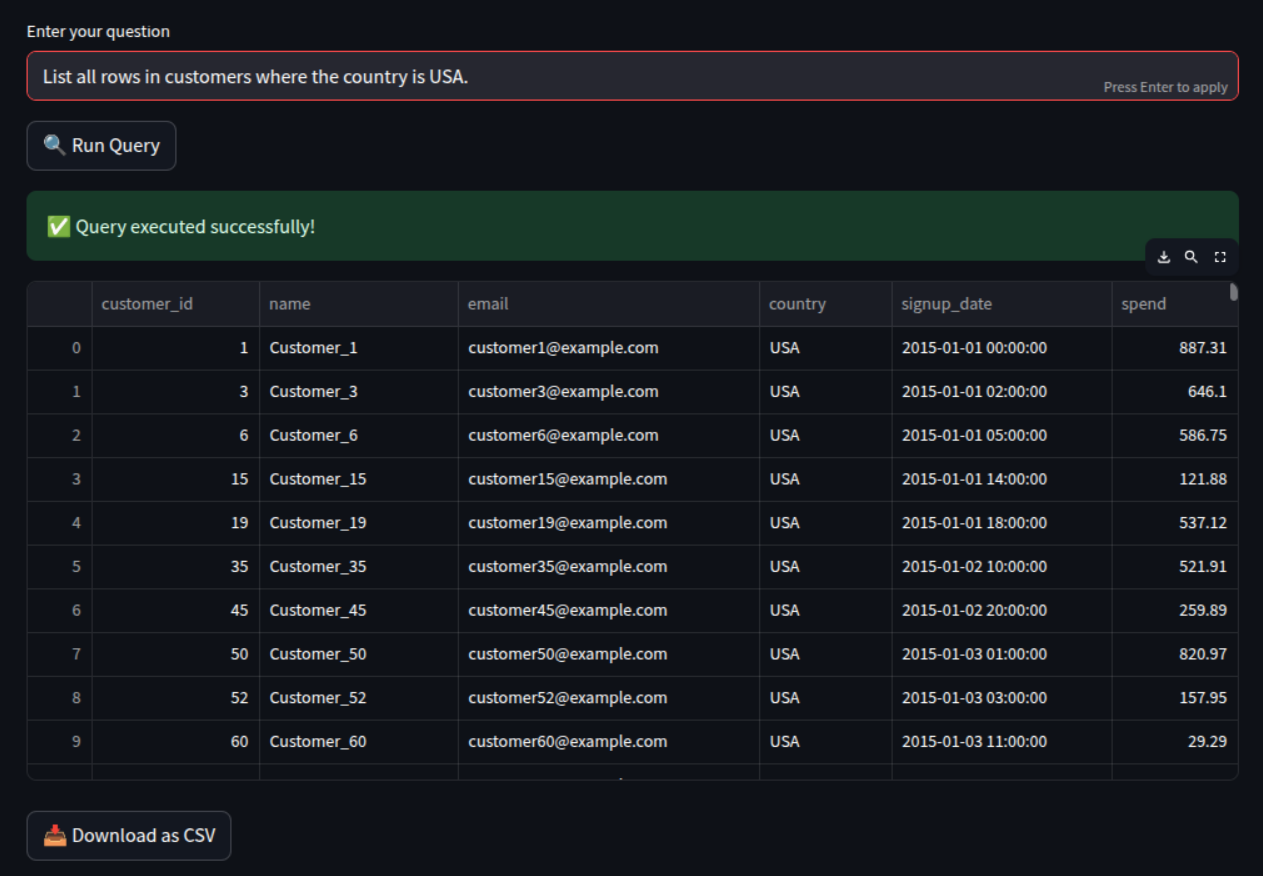 Enter your question
List all rows in customers where the country is USA.
Press Enter to apply
🔍 Run Query
✅ Query executed successfully!
customer_id name email country signup_date spend
0 1 Customer_1 customer1@example.com USA 2015-01-01 00:00:00 887.31
1 3 Customer_3 customer3@example.com USA 2015-01-01 02:00:00 646.1
2 6 Customer_6 customer6@example.com USA 2015-01-01 05:00:00 586.75
3 15 Customer_15 customer15@example.com USA 2015-01-01 14:00:00 121.88
4 19 Customer_19 customer19@example.com USA 2015-01-01 18:00:00 537.12
5 35 Customer_35 customer35@example.com USA 2015-01-02 10:00:00 521.91
6 45 Customer_45 customer45@example.com USA 2015-01-02 20:00:00 259.89
7 50 Customer_50 customer50@example.com USA 2015-01-03 01:00:00 820.97
8 52 Customer_52 customer52@example.com USA 2015-01-03 03:00:00 157.95
9 60 Customer_60 customer60@example.com USA 2015-01-03 11:00:00 29.29
📥 Download as CSV